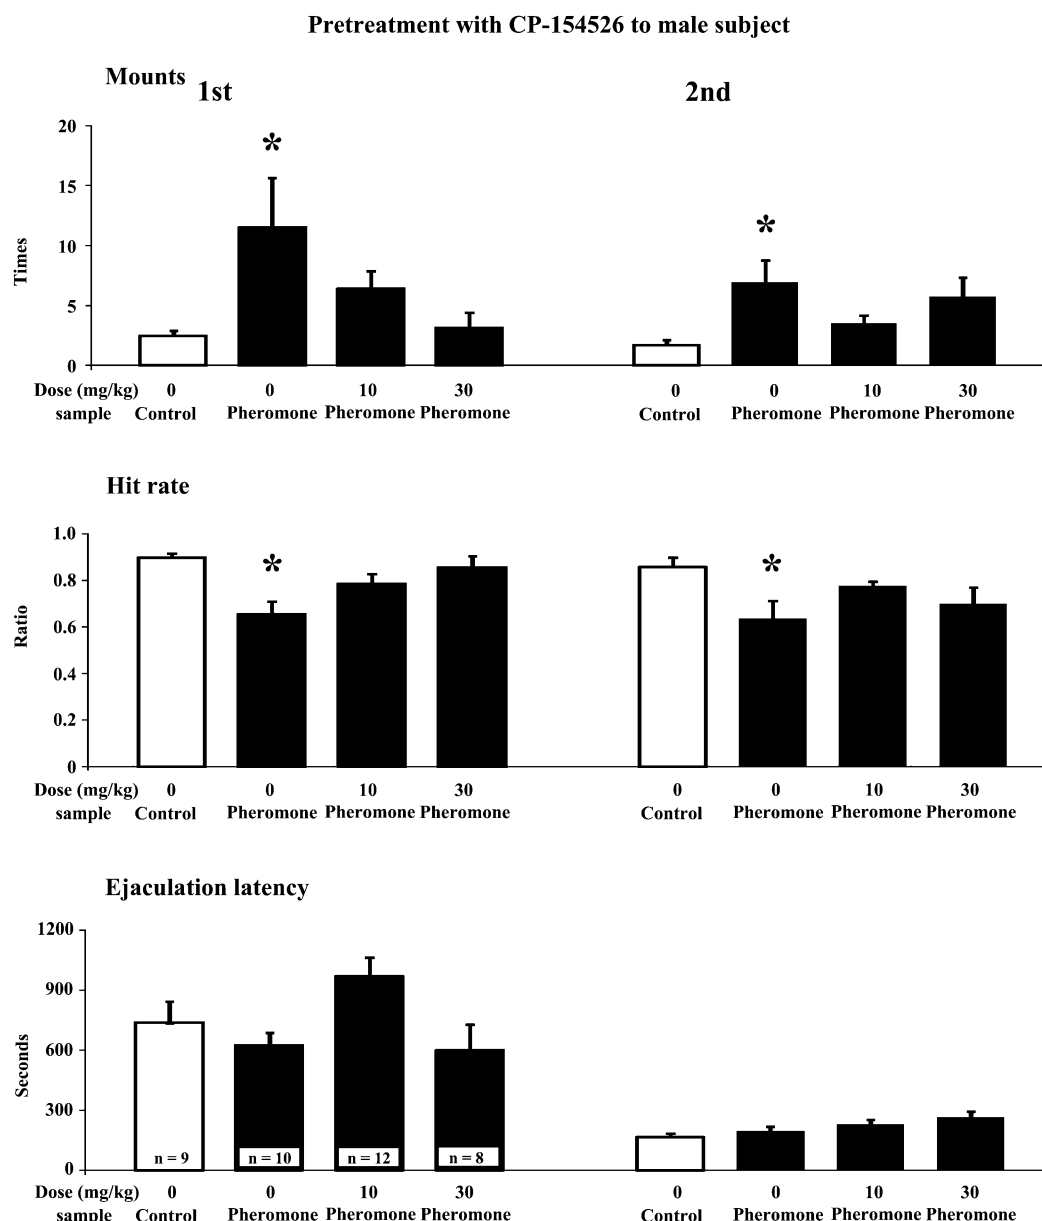 Pretreatment with CP-154526 to male subject
Mounts
1st 2nd
20
15
10
5
0
Times
*
*
Dose (mg/kg) 0 0 10 30 0 0 10 30
sample Control Pheromone Pheromone Pheromone Control Pheromone Pheromone Pheromone
Hit rate
1.0
0.8
0.6
0.4
0.2
0
Ratio
*
*
Dose (mg/kg) 0 0 10 30 0 0 10 30
sample Control Pheromone Pheromone Pheromone Control Pheromone Pheromone Pheromone
Ejaculation latency
1200
900
600
300
0
Seconds
n = 9 n = 10 n = 12 n = 8
Dose (mg/kg) 0 0 10 30 0 0 10 30
sample Control Pheromone Pheromone Pheromone Control Pheromone Pheromone Pheromone